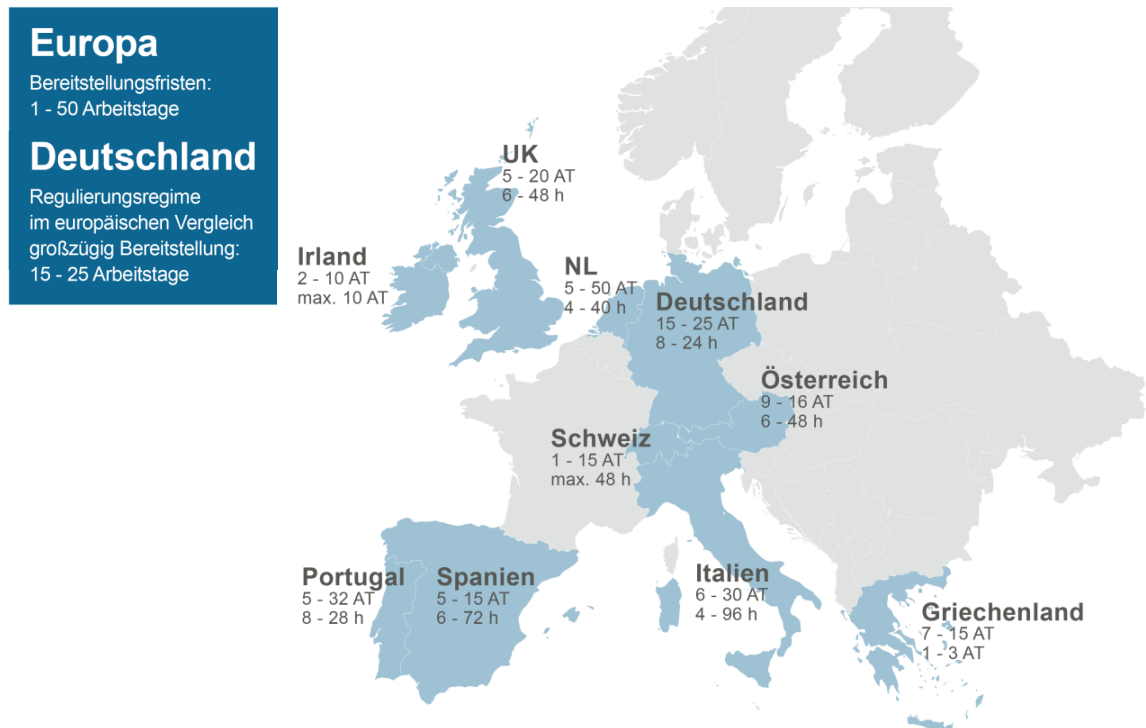 Europa
Bereitstellungsfristen:
1 - 50 Arbeitstage
Deutschland
Regulierungsregime
im europäischen Vergleich
großzügig Bereitstellung:
15 - 25 Arbeitstage
UK
5 - 20 AT
6 - 48 h
Irland
2 - 10 AT
max. 10 AT
NL
5 - 50 AT
4 - 40 h
Deutschland
15 - 25 AT
8 - 24 h
Österreich
9 - 16 AT
6 - 48 h
Schweiz
1 - 15 AT
max. 48 h
Portugal
5 - 32 AT
8 - 28 h
Spanien
5 - 15 AT
6 - 72 h
Italien
6 - 30 AT
4 - 96 h
Griechenland
7 - 15 AT
1 - 3 AT